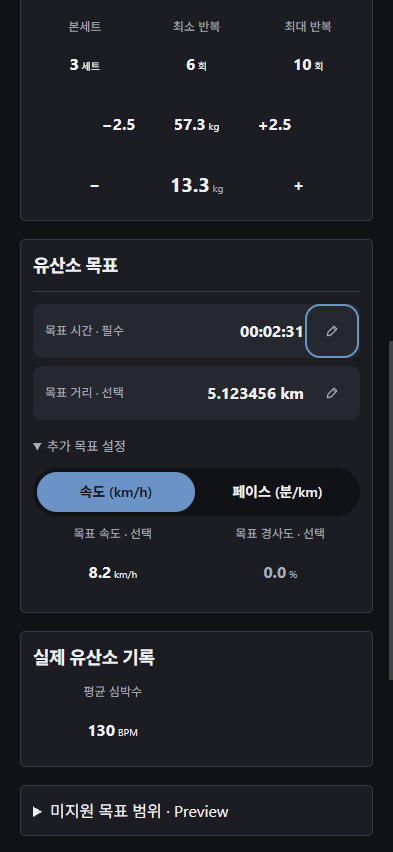 본세트 최소 반복 최대 반복
3 세트 6 회 10 회
−2.5 57.3 kg +2.5
− 13.3 kg +
유산소 목표
목표 시간 · 필수 00:02:31
목표 거리 · 선택 5.123456 km
▼ 추가 목표 설정
속도 (km/h) 페이스 (분/km)
목표 속도 · 선택 목표 경사도 · 선택
8.2 km/h 0.0 %
실제 유산소 기록
평균 심박수
130 BPM
▶ 미지원 목표 범위 · Preview